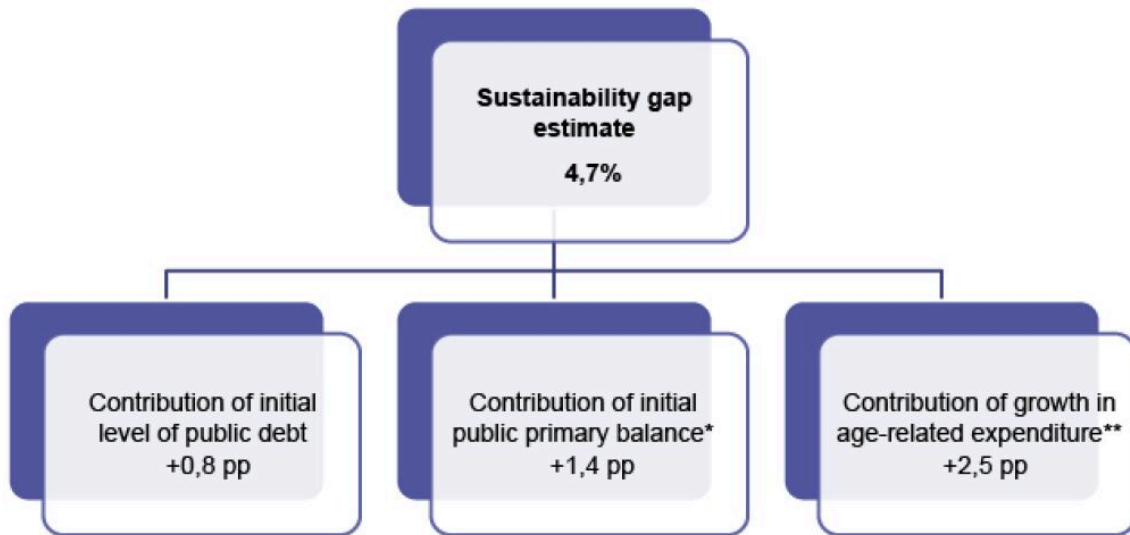 Sustainability gap
estimate
4,7%
Contribution of initial
level of public debt
+0,8 pp
Contribution of initial
public primary balance*
+1,4 pp
Contribution of growth in
age-related expenditure**
+2,5 pp